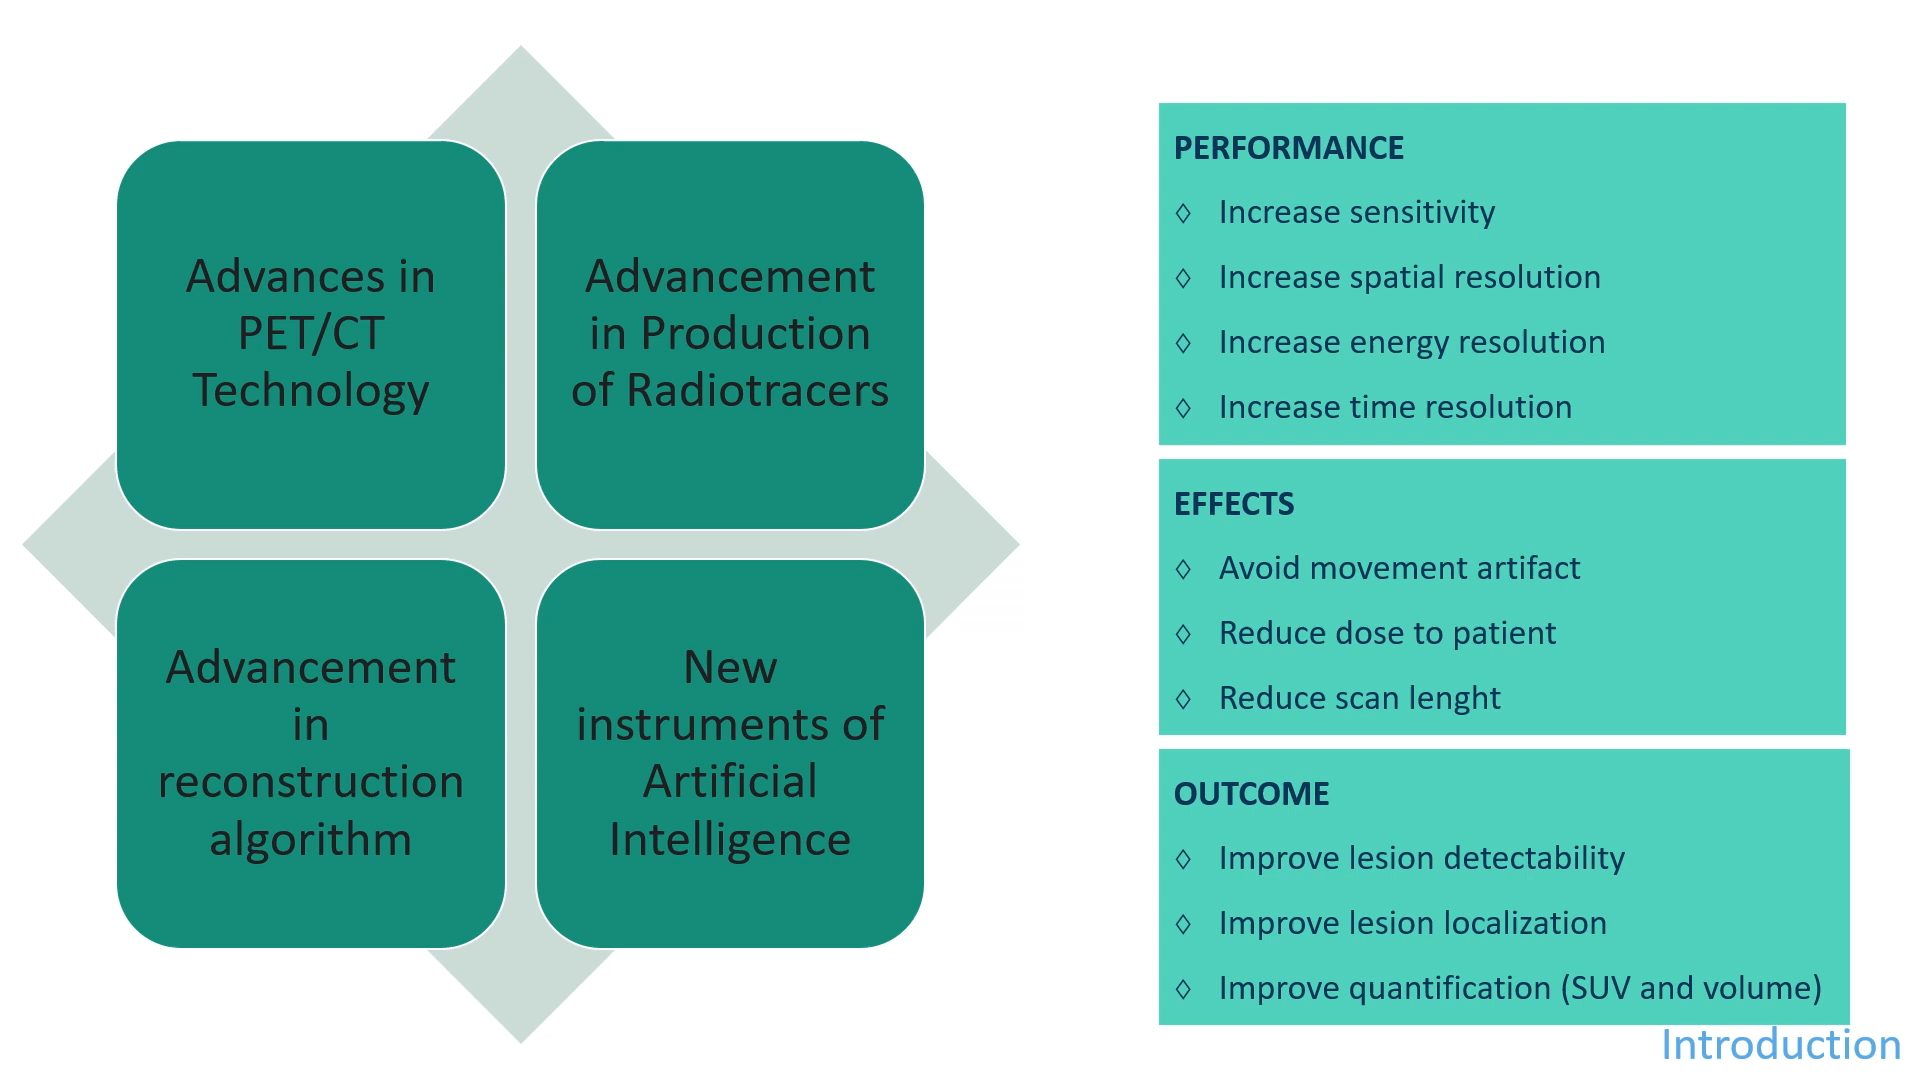 Advances in
PET/CT
Technology
Advancement
in Production
of Radiotracers
Advancement
in
reconstruction
algorithm
New
instruments of
Artificial
Intelligence
PERFORMANCE
◊ Increase sensitivity
◊ Increase spatial resolution
◊ Increase energy resolution
◊ Increase time resolution
EFFECTS
◊ Avoid movement artifact
◊ Reduce dose to patient
◊ Reduce scan lenght
OUTCOME
◊ Improve lesion detectability
◊ Improve lesion localization
◊ Improve quantification (SUV and volume)
Introduction